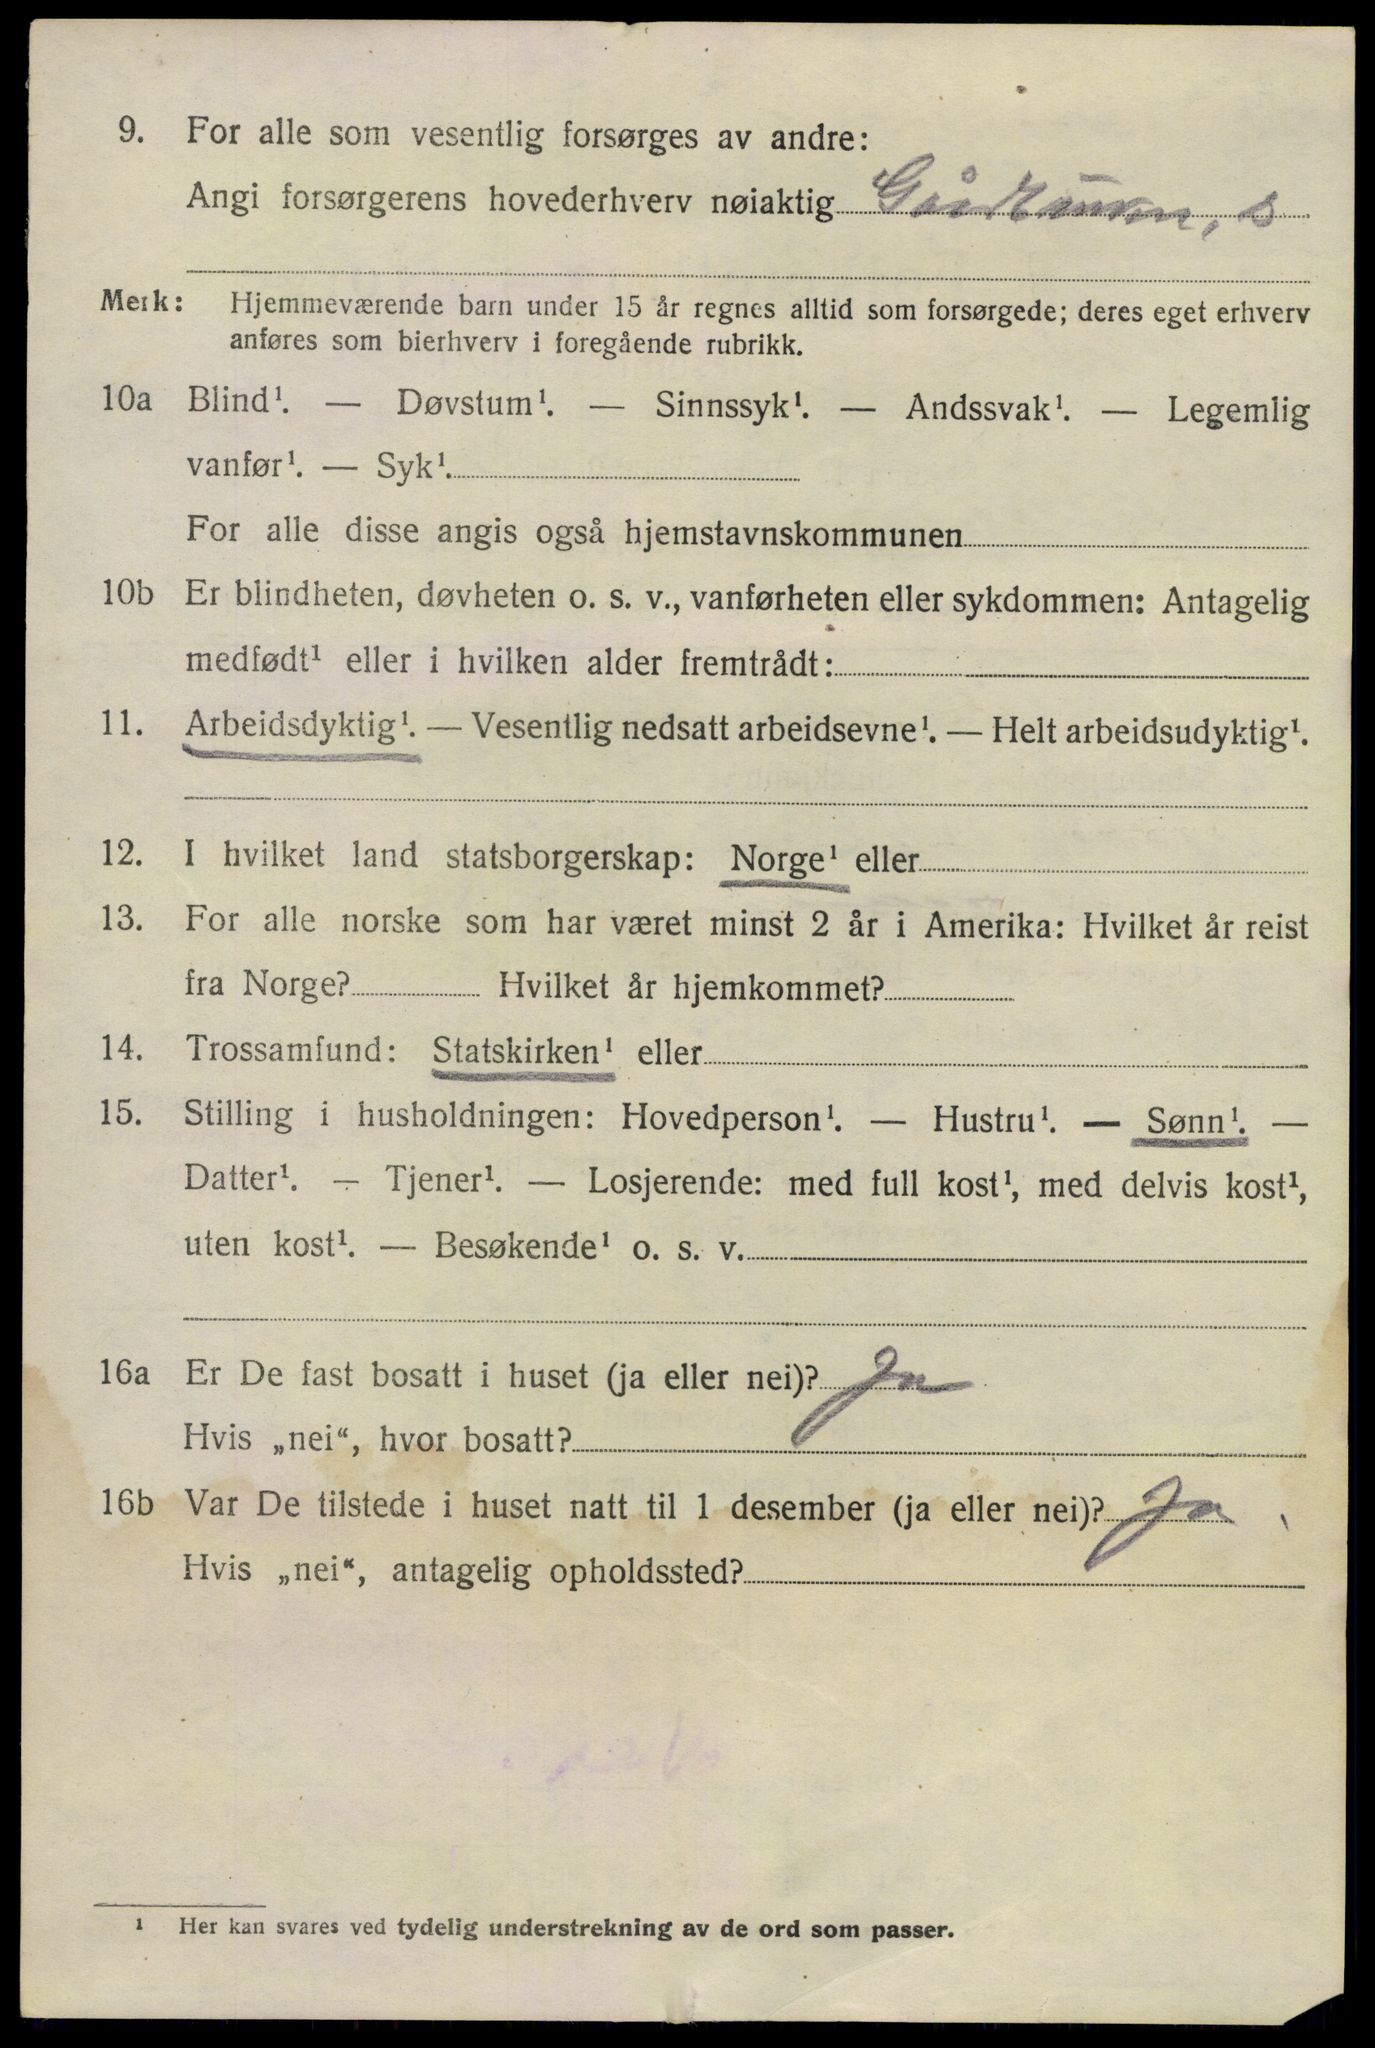 9. For alle som vesentlig forsørges av andre:
Angi forsørgerens hovederhverv nøiaktig
Merk: Hjemmeværende barn under 15 år regnes alltid som forsørgede; deres eget erhverv
anføres som bierhverv i foregående rubrikk.
10a Blind¹. — Døvstum¹. — Sinnssyk¹. — Andssvak¹. — Legemlig
vanfør¹. — Syk¹.
For alle disse angis også hjemstavnskommunen
10b Er blindheten, døvheten o. s. v., vanførheten eller sykdommen: Antagelig
medfødt¹ eller i hvilken alder fremtrådt:
11. Arbeidsdyktig¹. — Vesentlig nedsatt arbeidsevne¹. — Helt arbeidsudyktig¹.
12. I hvilket land statsborgerskap: Norge¹ eller
13. For alle norske som har været minst 2 år i Amerika: Hvilket år reist
fra Norge? Hvilket år hjemkommet?
14. Trossamfund: Statskirken¹ eller
15. Stilling i husholdningen: Hovedperson¹. — Hustru¹. — Sønn¹. —
Datter¹. — Tjener¹. — Losjerende: med full kost¹, med delvis kost¹,
uten kost¹. — Besøkende¹ o. s. v.
16a Er De fast bosatt i huset (ja eller nei)? Ja
Hvis „nei“, hvor bosatt?
16b Var De tilstede i huset natt til 1 desember (ja eller nei)? Ja
Hvis „nei“, antagelig opholdssted?
¹ Her kan svares ved tydelig understrekning av de ord som passer.